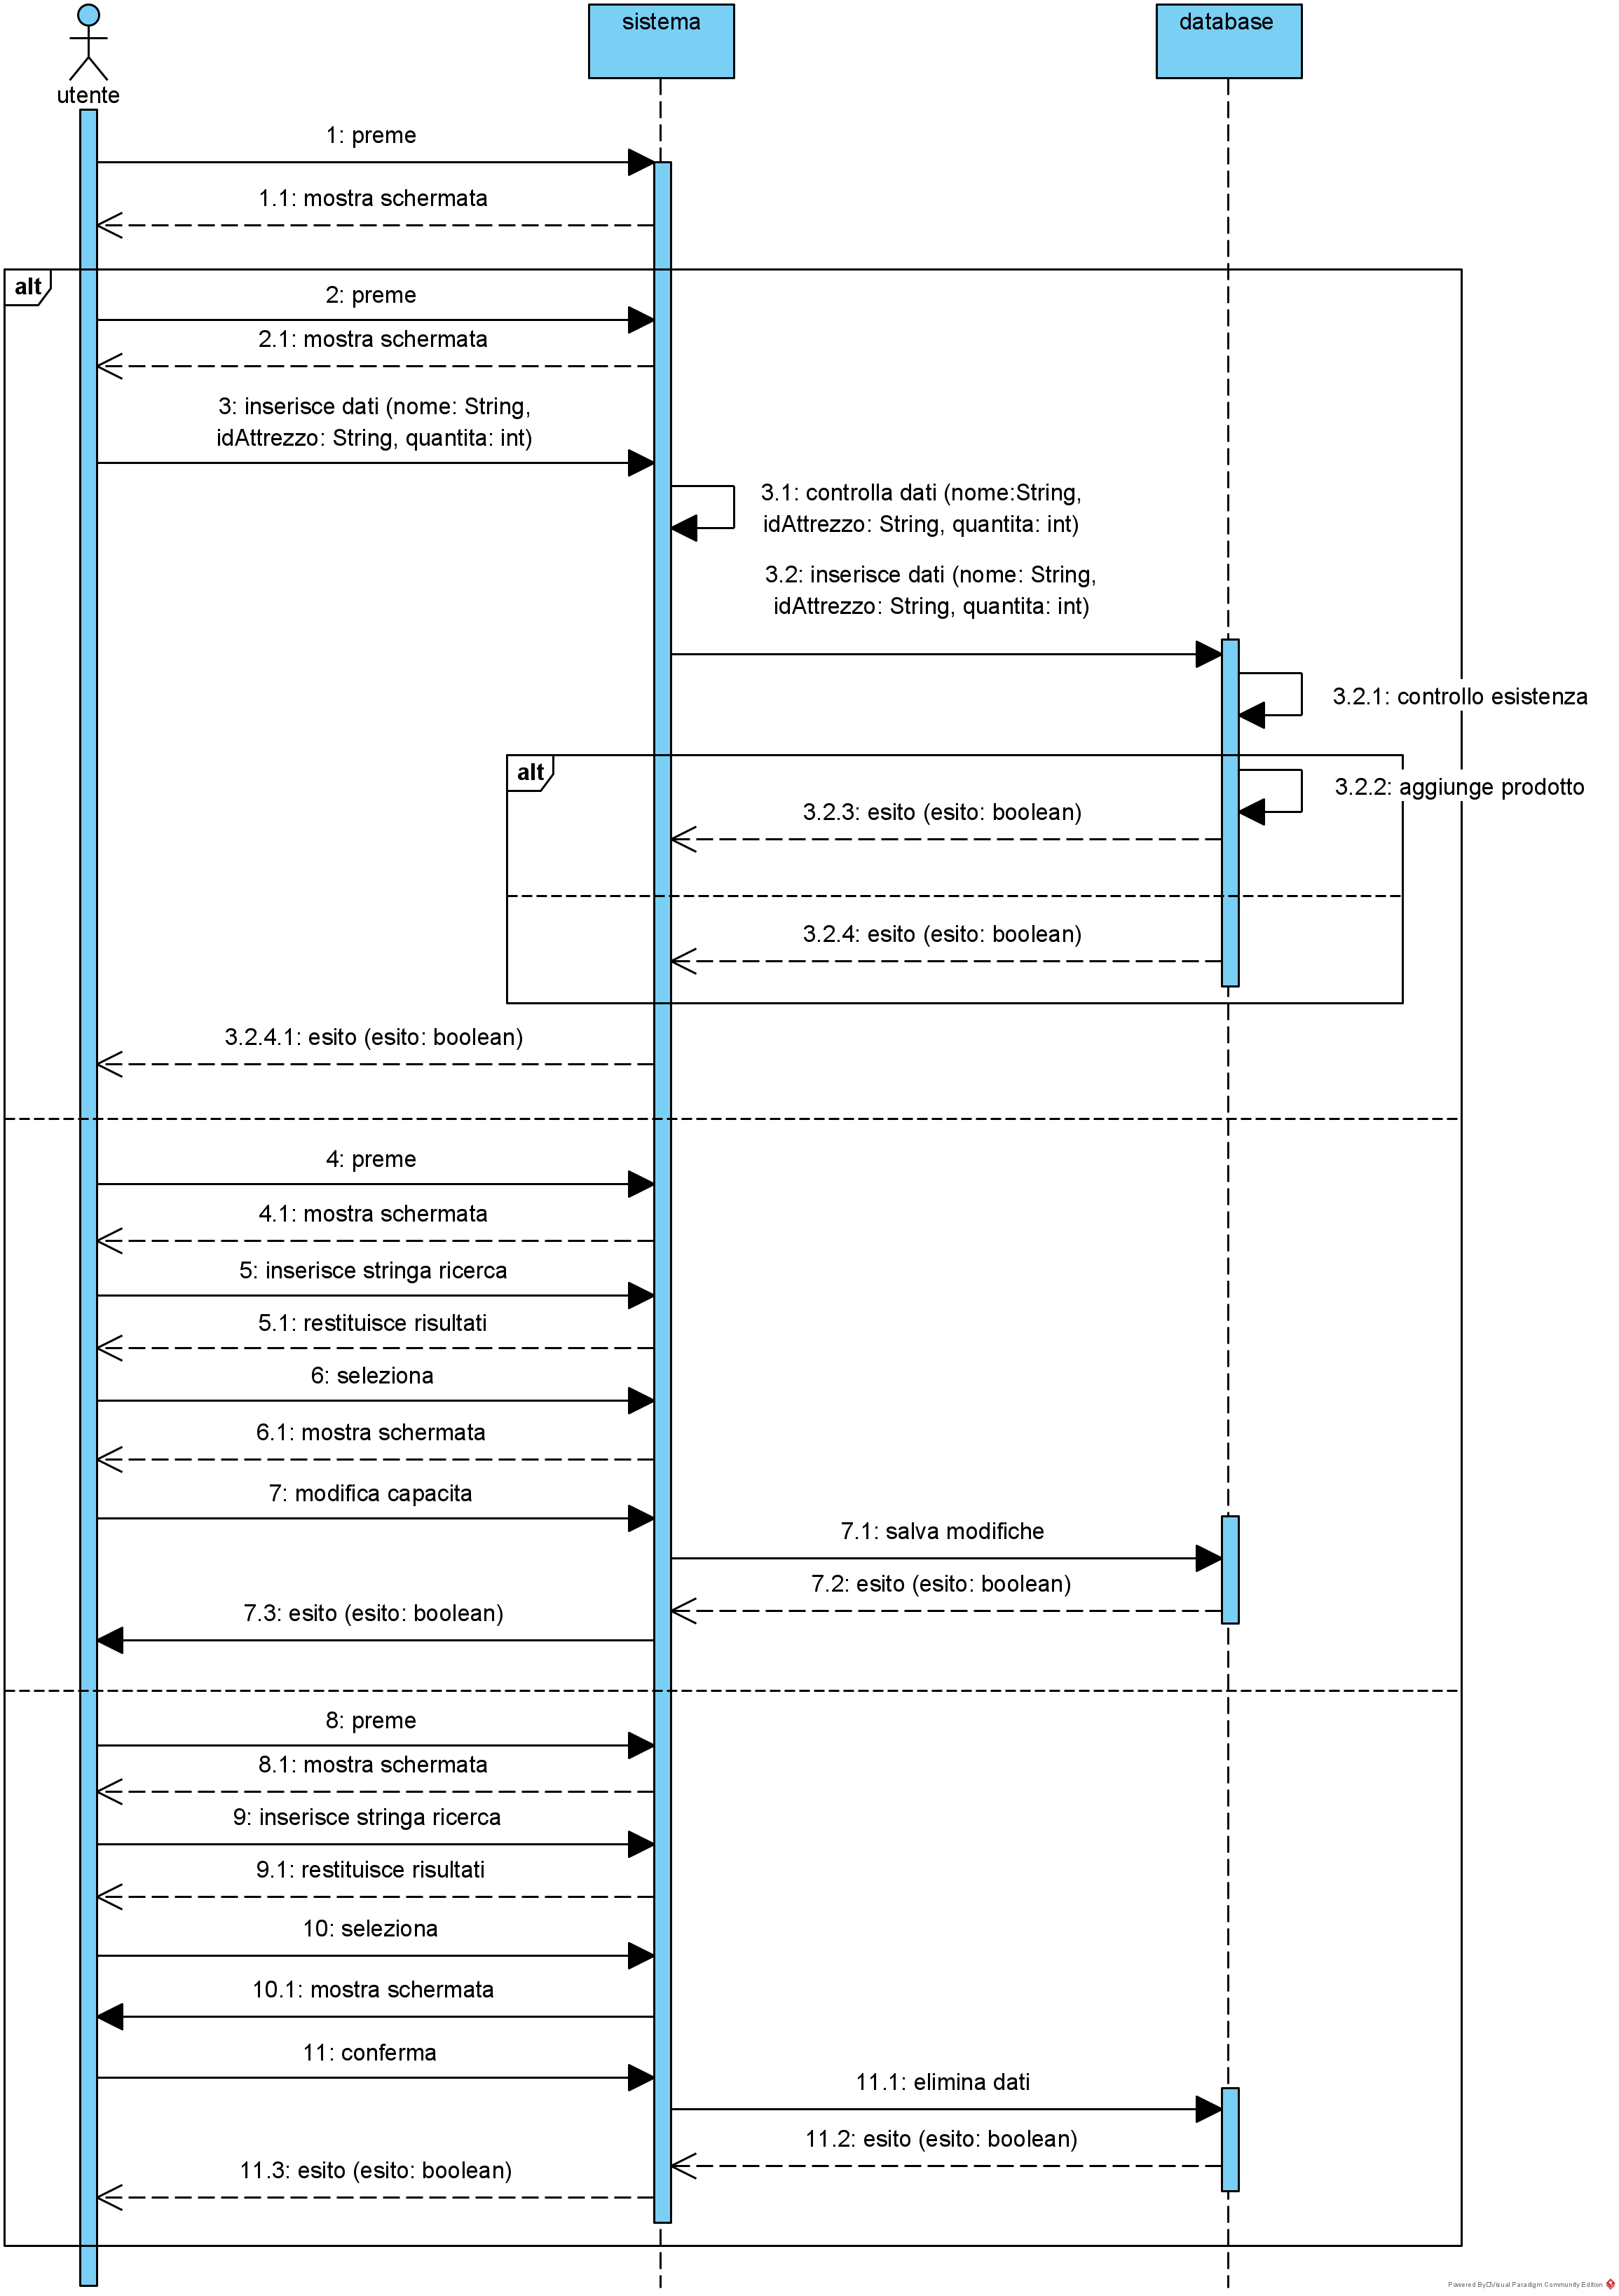 utente
sistema
database
1: preme
1.1: mostra schermata
alt
2: preme
2.1: mostra schermata
3: inserisce dati (nome: String,
idAttrezzo: String, quantita: int)
3.1: controlla dati (nome:String,
idAttrezzo: String, quantita: int)
3.2: inserisce dati (nome: String,
idAttrezzo: String, quantita: int)
3.2.1: controllo esistenza
alt
3.2.2: aggiunge prodotto
3.2.3: esito (esito: boolean)
3.2.4: esito (esito: boolean)
3.2.4.1: esito (esito: boolean)
4: preme
4.1: mostra schermata
5: inserisce stringa ricerca
5.1: restituisce risultati
6: seleziona
6.1: mostra schermata
7: modifica capacita
7.1: salva modifiche
7.2: esito (esito: boolean)
7.3: esito (esito: boolean)
8: preme
8.1: mostra schermata
9: inserisce stringa ricerca
9.1: restituisce risultati
10: seleziona
10.1: mostra schermata
11: conferma
11.1: elimina dati
11.2: esito (esito: boolean)
11.3: esito (esito: boolean)
Powered By Visual Paradigm Community Edition